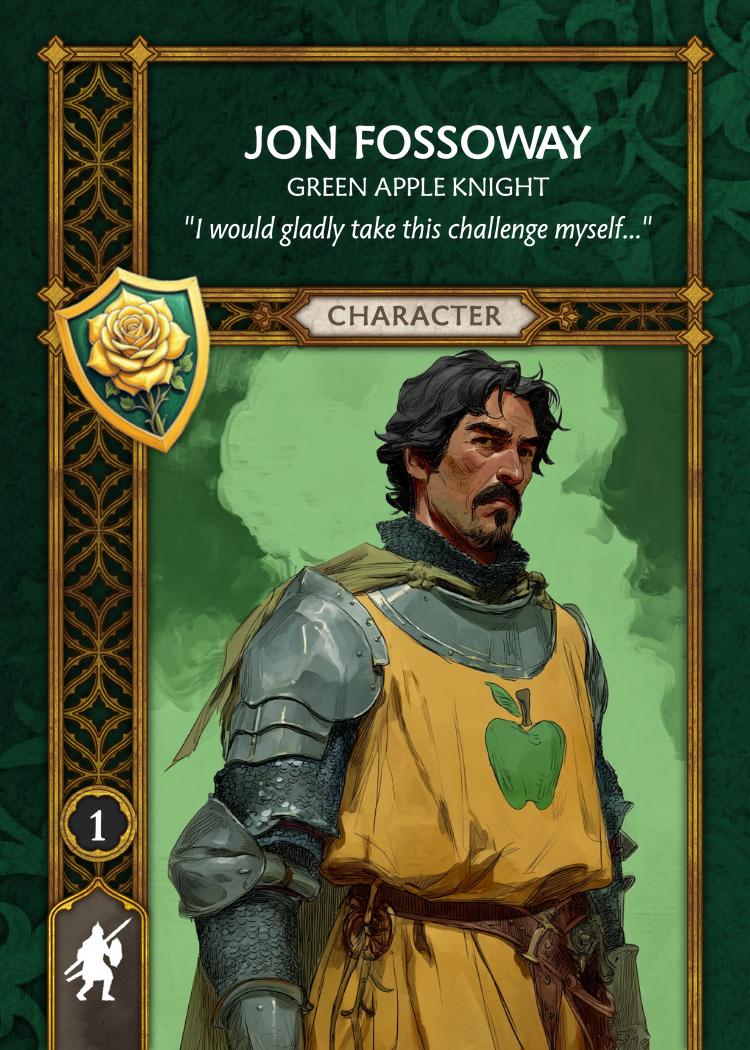 JON FOSSOWAY
GREEN APPLE KNIGHT
"I would gladly take this challenge myself..."
CHARACTER
1